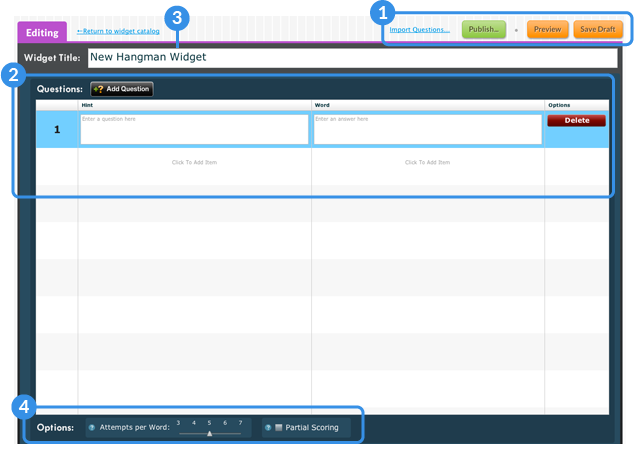 3
1
Editing
←Return to widget catalog
Import Questions...
Publish...
Preview
Save Draft
Widget Title:
New Hangman Widget
2
Questions:
+? Add Question
Hint
Word
Options
1
Enter a question here
Enter an answer here
Delete
Click To Add Item
Click To Add Item
4
Options:
? Attempts per Word:
3 4 5 6 7
? Partial Scoring